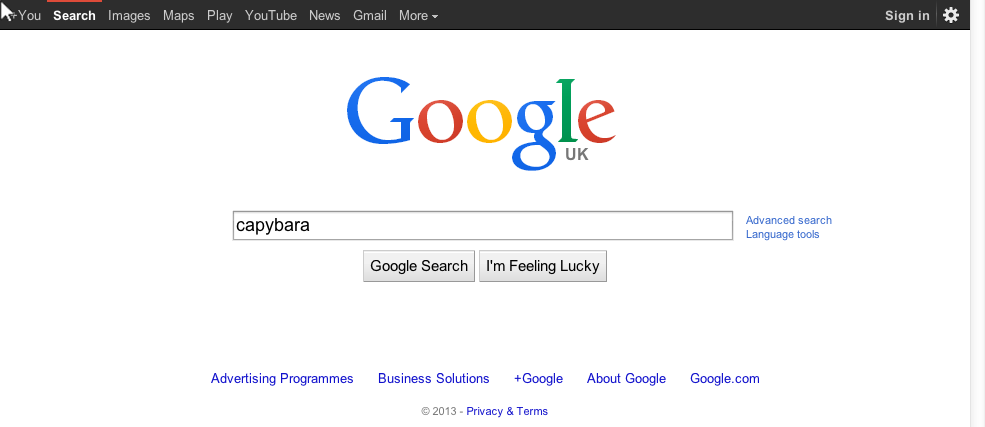 +You Search Images Maps Play YouTube News Gmail More Sign in
Google
UK
capybara
Advanced search
Language tools
Google Search I'm Feeling Lucky
Advertising Programmes Business Solutions +Google About Google Google.com
© 2013 - Privacy & Terms